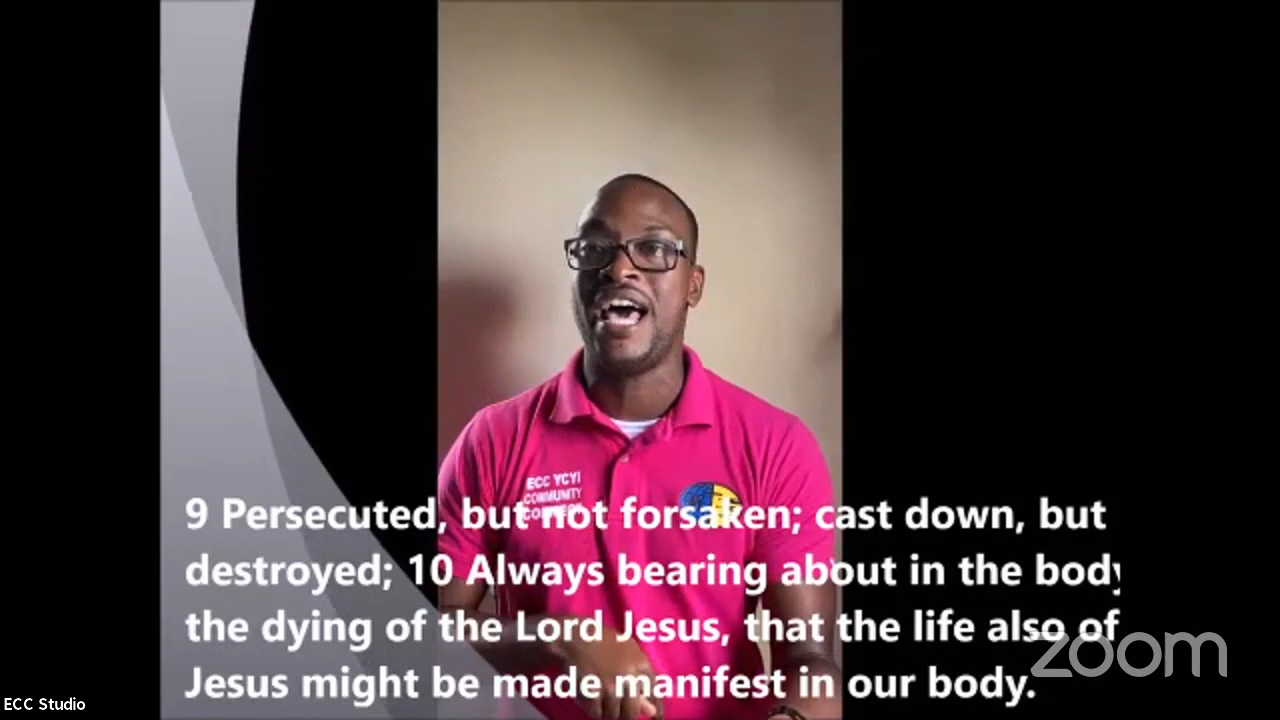 ECC YCYI
COMMUNITY
9 Persecuted, but not forsaken; cast down, but
destroyed; 10 Always bearing about in the body
the dying of the Lord Jesus, that the life also of
Jesus might be made manifest in our body.
zoom
ECC Studio